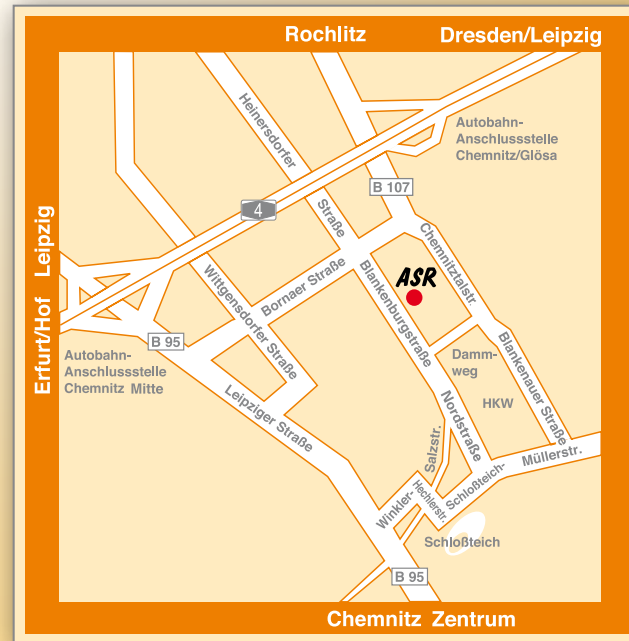 Rochlitz
Dresden/Leipzig
Erfurt/Hof Leipzig
Heinersdorfer
Straße
Autobahn-
Anschlussstelle
Chemnitz/Glösa
B 107
4
Chemnitztalstr.
Wittgensdorfer Straße
Bornaer Straße
Blankenburgstraße
ASR
B 95
Autobahn-
Anschlussstelle
Chemnitz Mitte
Leipziger Straße
Damm-
weg
HKW
Blankenauer Straße
Nordstraße
Salzstr.
Müllerstr.
Schloßteich-
Winkler-
Hechlerstr.
Schloßteich
B 95
Chemnitz Zentrum